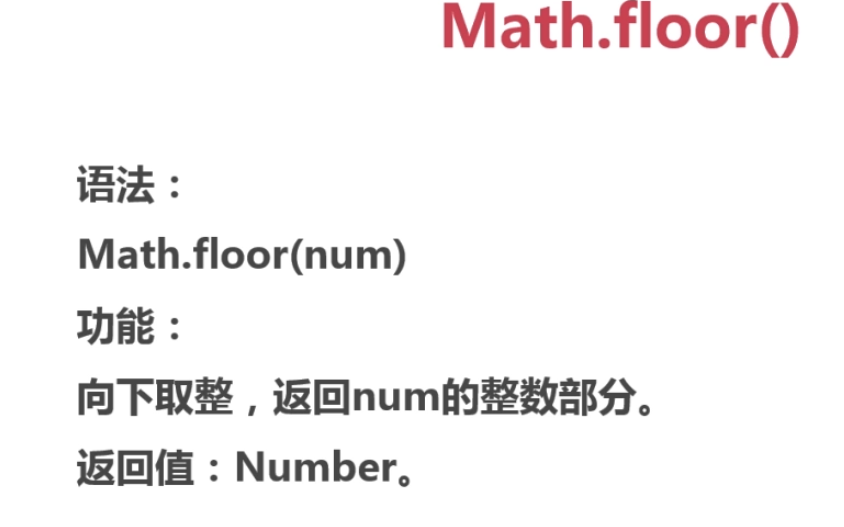 Math.floor()
语法：
Math.floor(num)
功能：
向下取整，返回num的整数部分。
返回值：Number。